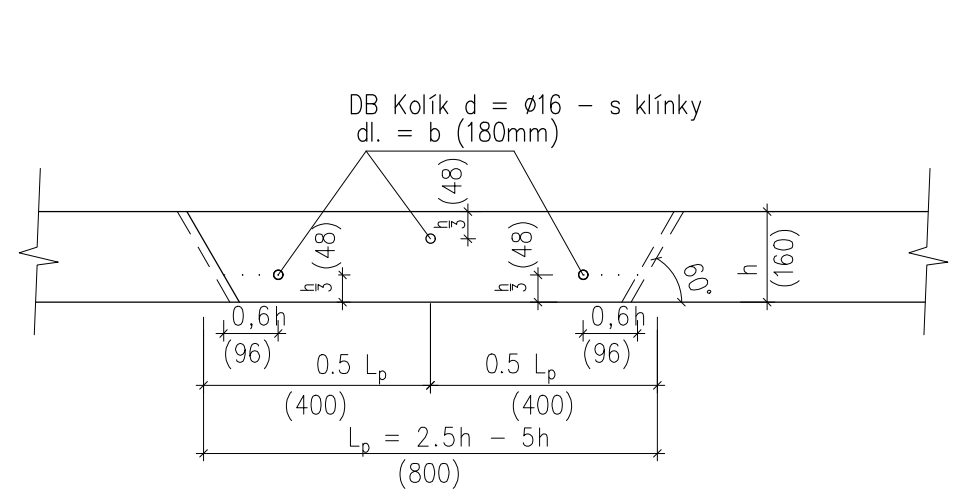 DB Kolík d = ø16 - s klínky
dl. = b (180mm)
h/3 (48)
h/3 (48)
h/3 (48)
60°
h
(160)
0,6h
(96)
0,6h
(96)
0.5 Lp
(400)
0.5 Lp
(400)
Lp = 2.5h - 5h
(800)